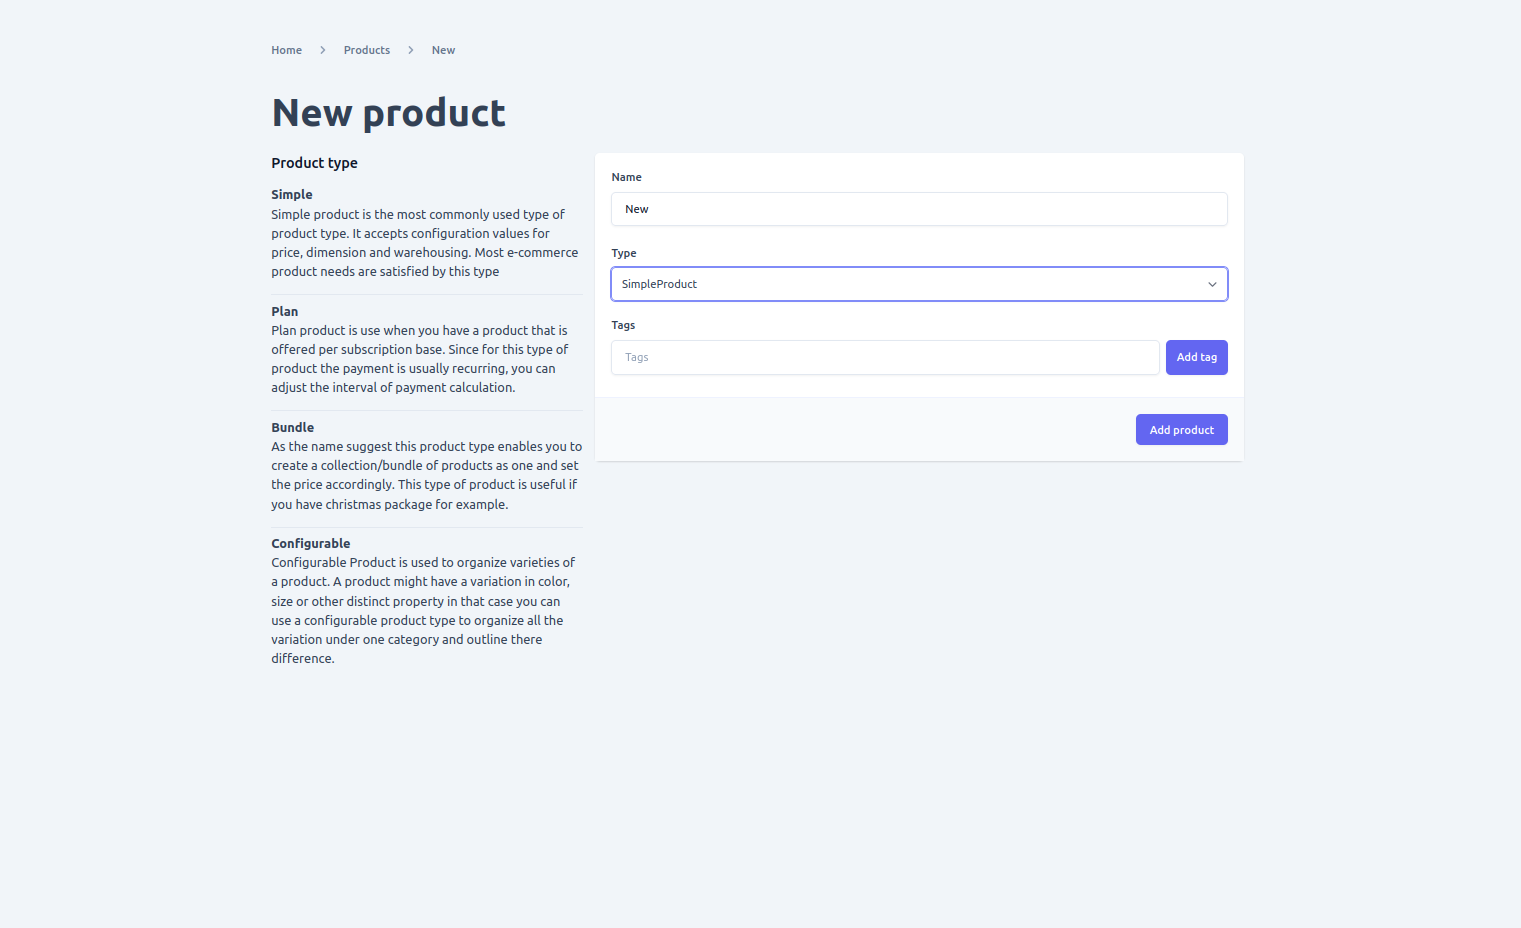 Home
Products
New
New product
Product type
Simple
Simple product is the most commonly used type of
product type. It accepts configuration values for
price, dimension and warehousing. Most e-commerce
product needs are satisfied by this type
Plan
Plan product is use when you have a product that is
offered per subscription base. Since for this type of
product the payment is usually recurring, you can
adjust the interval of payment calculation.
Bundle
As the name suggest this product type enables you to
create a collection/bundle of products as one and set
the price accordingly. This type of product is useful if
you have christmas package for example.
Configurable
Configurable Product is used to organize varieties of
a product. A product might have a variation in color,
size or other distinct property in that case you can
use a configurable product type to organize all the
variation under one category and outline there
difference.
Name
New
Type
SimpleProduct
Tags
Tags
Add tag
Add product